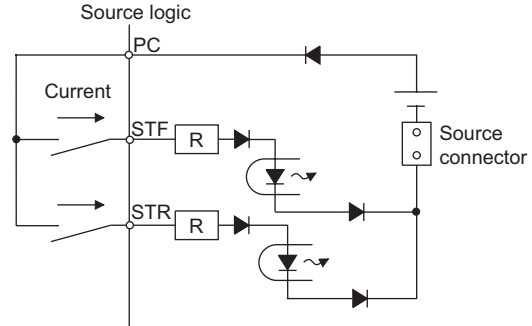 Source logic
PC
Current
STF
R
Source
connector
STR
R